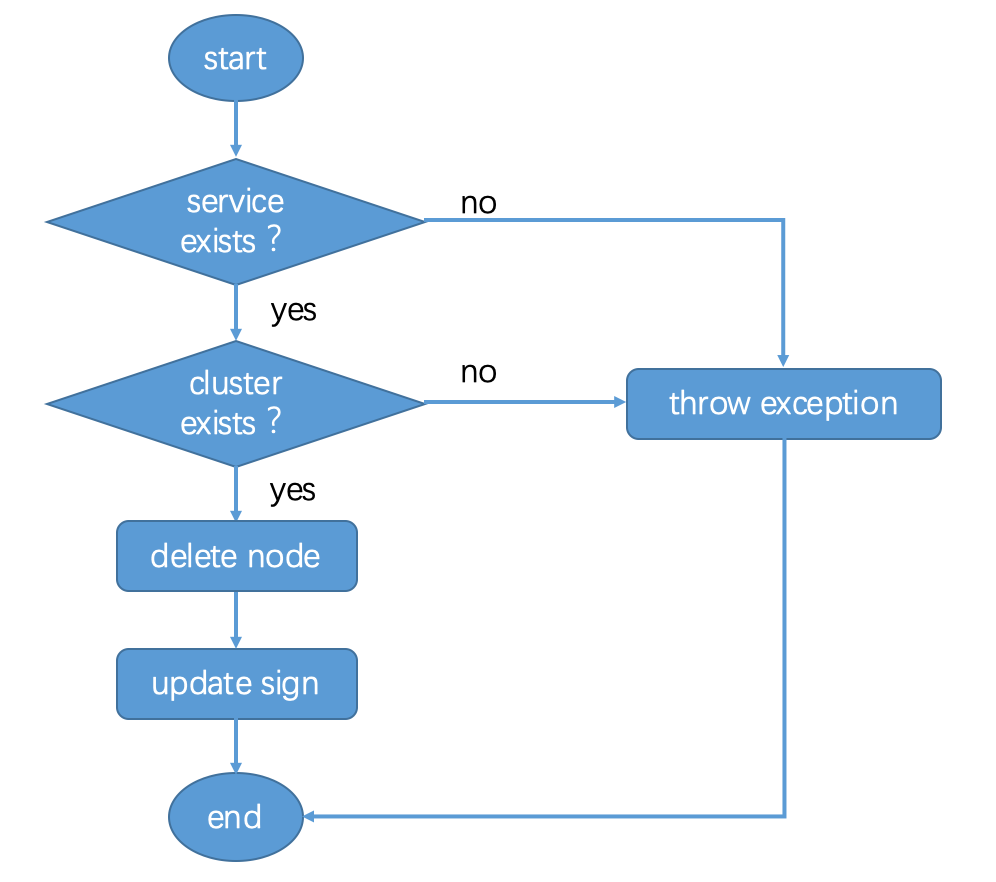 start
service
exists？
no
yes
cluster
exists？
no
throw exception
yes
delete node
update sign
end